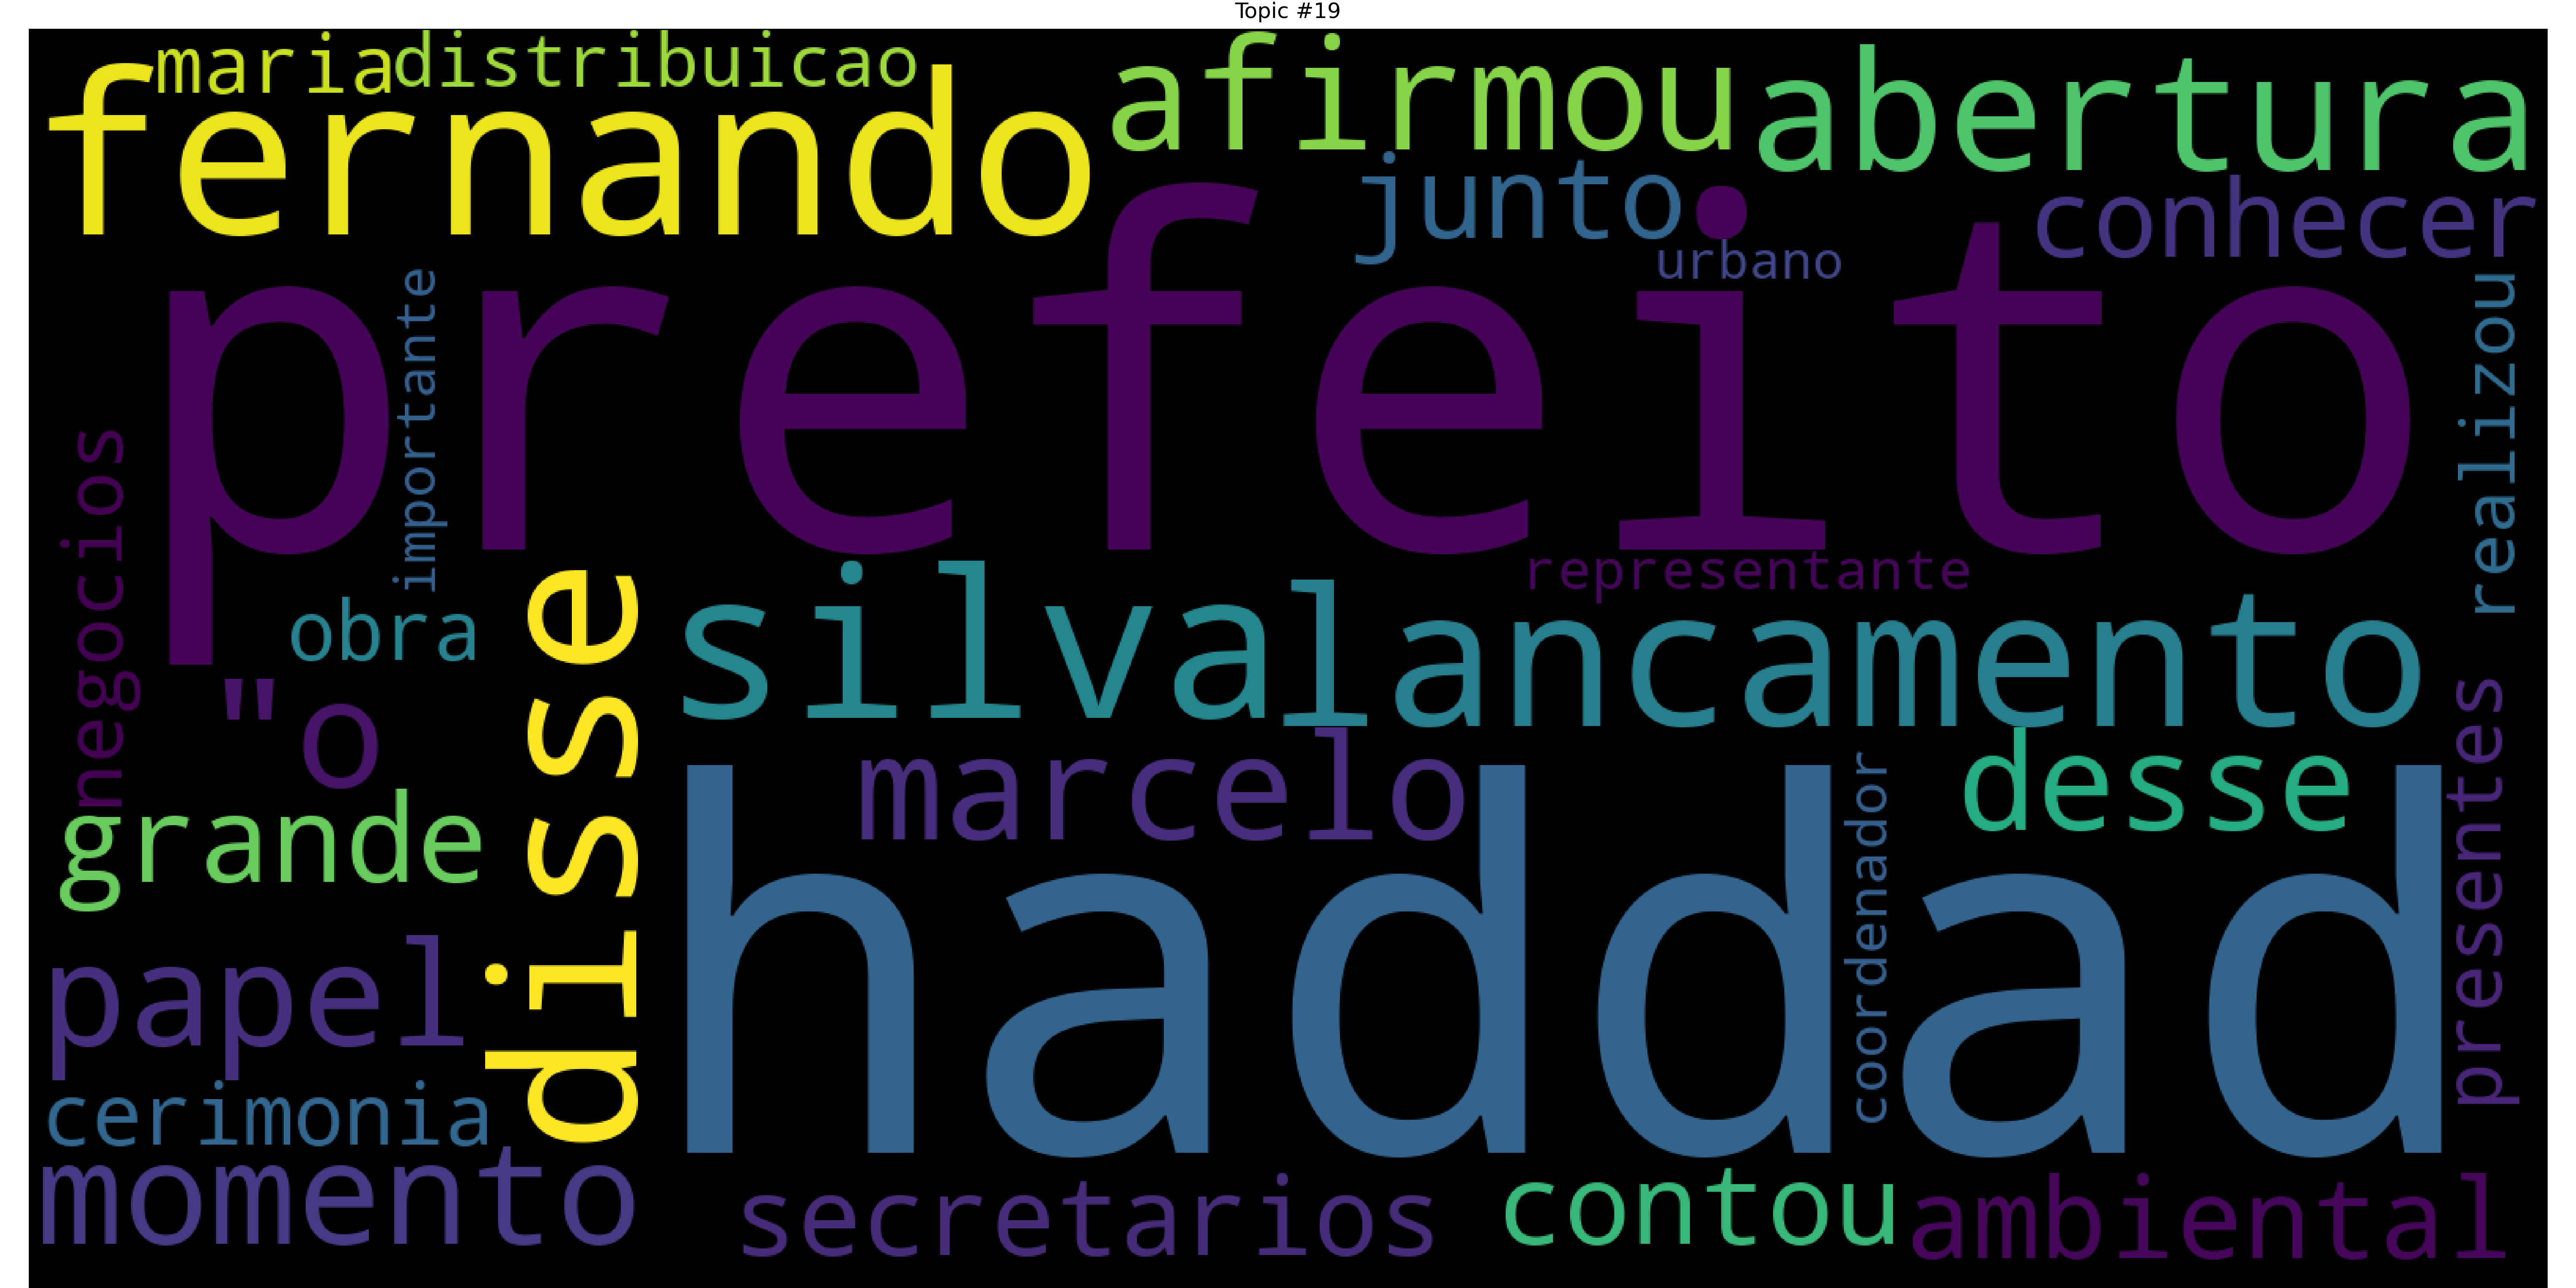 Topic #19
maria
distribuicao
fernando
afirmou
abertura
junto
conhecer
urbano
prefeito
importante
realizou
negocios
representante
obra
disse
silva
lancamento
"o
marcelo
desse
presentes
grande
haddad
coordenador
papel
cerimonia
momento
secretarios
contou
ambiental